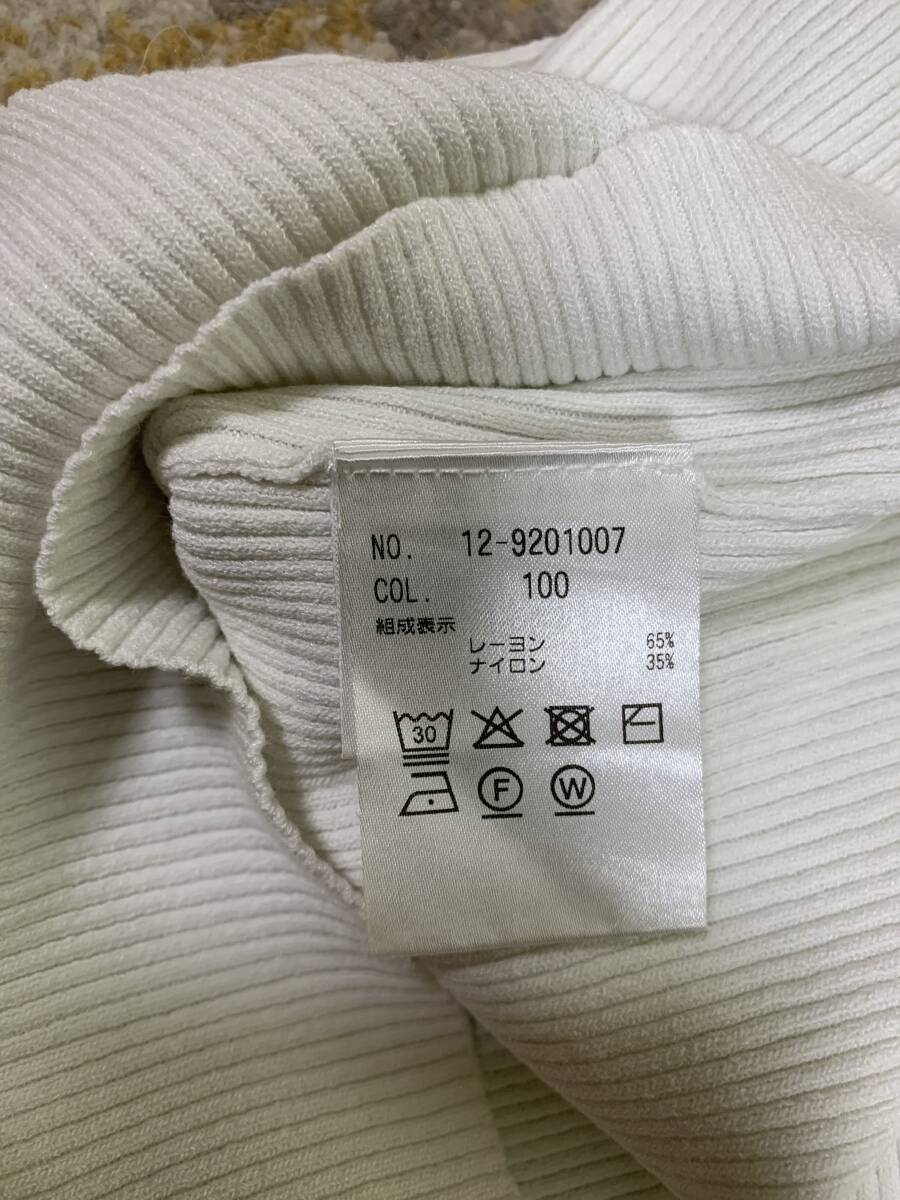 NO. 12-9201007
COL. 100
組成表示
レーヨン 65%
ナイロン 35%
30
F W